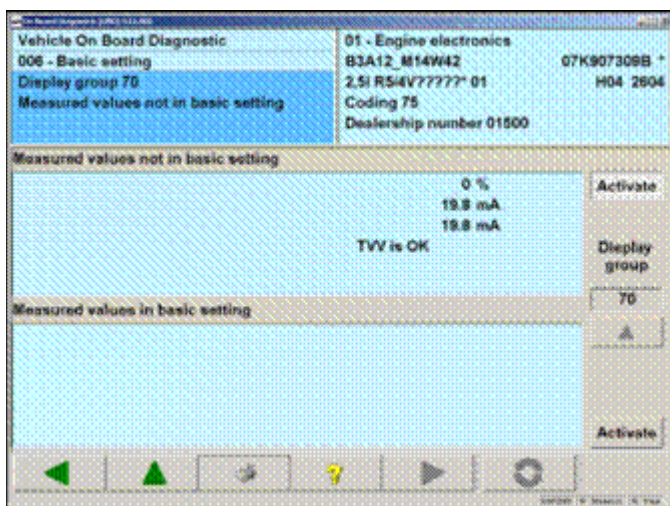 Vehicle On Board Diagnostic
006 - Basic setting
Display group 70
Measured values not in basic setting
01 - Engine electronics
B3A12_M14W42 07K907309B *
2,5l R5/4V?????* 01 H04 2604
Coding 75
Dealership number 01500
Measured values not in basic setting
0 %
19.8 mA
19.8 mA
TVV is OK
Activate
Display
group
70
Measured values in basic setting
Activate
?